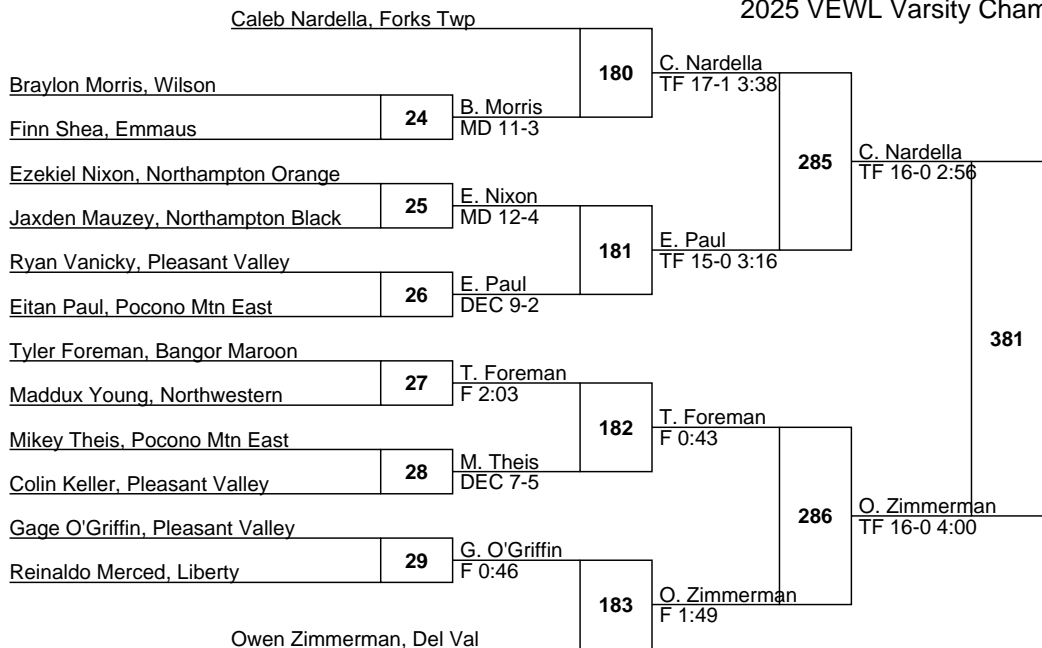 2025 VEWL Varsity Cham
Caleb Nardella, Forks Twp
180
C. Nardella
TF 17-1 3:38
Braylon Morris, Wilson
24
B. Morris
MD 11-3
Finn Shea, Emmaus
285
C. Nardella
TF 16-0 2:56
Ezekiel Nixon, Northampton Orange
25
E. Nixon
MD 12-4
Jaxden Mauzey, Northampton Black
181
E. Paul
TF 15-0 3:16
Ryan Vanicky, Pleasant Valley
26
E. Paul
DEC 9-2
Eitan Paul, Pocono Mtn East
381
Tyler Foreman, Bangor Maroon
27
T. Foreman
F 2:03
Maddux Young, Northwestern
182
T. Foreman
F 0:43
Mikey Theis, Pocono Mtn East
28
M. Theis
DEC 7-5
Colin Keller, Pleasant Valley
286
O. Zimmerman
TF 16-0 4:00
Gage O'Griffin, Pleasant Valley
29
G. O'Griffin
F 0:46
Reinaldo Merced, Liberty
183
O. Zimmerman
F 1:49
Owen Zimmerman, Del Val